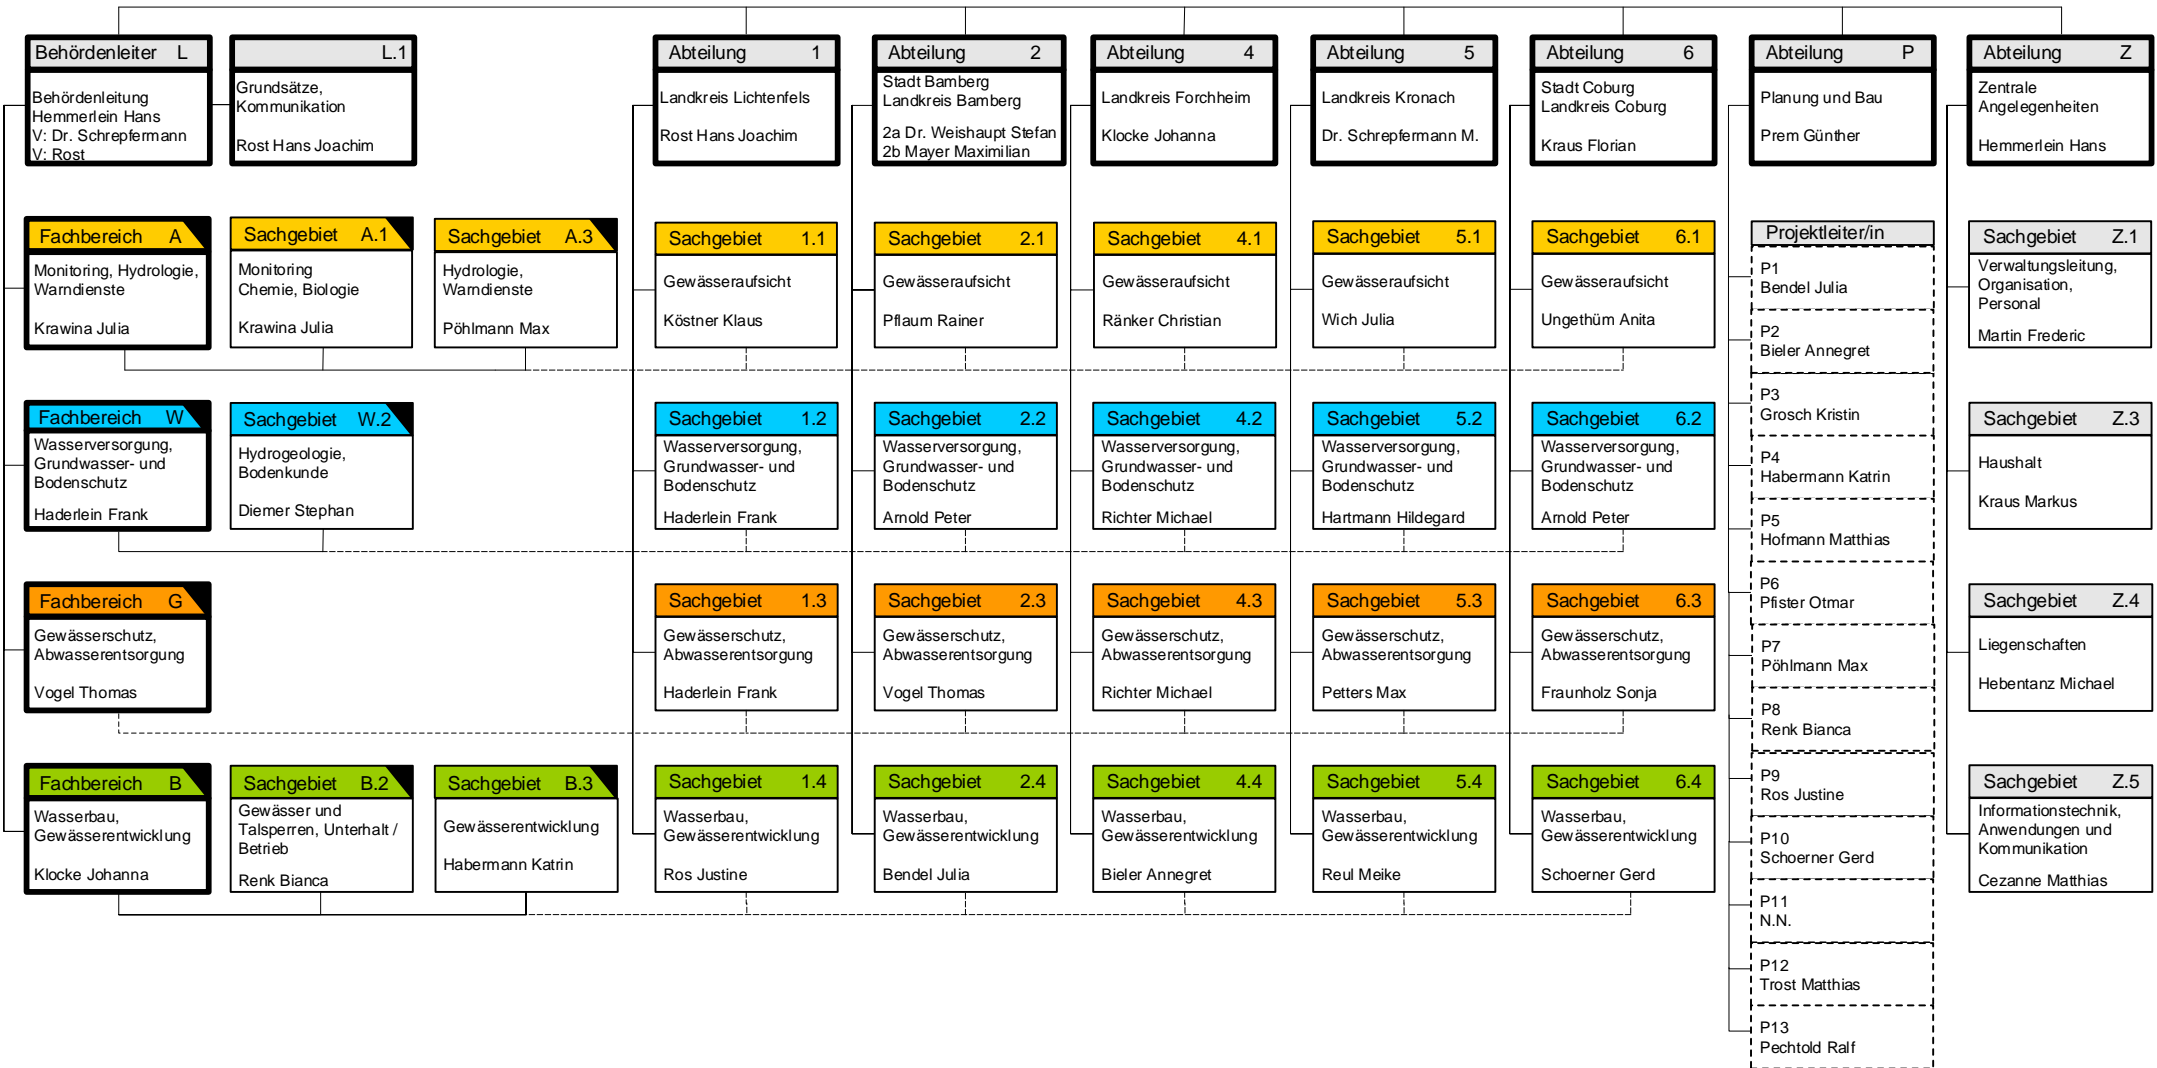 Behördenleiter L
Behördenleitung
Hemmerlein Hans
V: Dr. Schrepfermann
V: Rost
L.1
Grundsätze,
Kommunikation
Rost Hans Joachim
Abteilung 1
Landkreis Lichtenfels
Rost Hans Joachim
Abteilung 2
Stadt Bamberg
Landkreis Bamberg
2a Dr. Weishaupt Stefan
2b Mayer Maximilian
Abteilung 4
Landkreis Forchheim
Klocke Johanna
Abteilung 5
Landkreis Kronach
Dr. Schrepfermann M.
Abteilung 6
Stadt Coburg
Landkreis Coburg
Kraus Florian
Abteilung P
Planung und Bau
Prem Günther
Abteilung Z
Zentrale
Angelegenheiten
Hemmerlein Hans
Fachbereich A
Monitoring, Hydrologie,
Warndienste
Krawina Julia
Sachgebiet A.1
Monitoring
Chemie, Biologie
Krawina Julia
Sachgebiet A.3
Hydrologie,
Warndienste
Pöhlmann Max
Sachgebiet 1.1
Gewässeraufsicht
Köstner Klaus
Sachgebiet 2.1
Gewässeraufsicht
Pflaum Rainer
Sachgebiet 4.1
Gewässeraufsicht
Ränker Christian
Sachgebiet 5.1
Gewässeraufsicht
Wich Julia
Sachgebiet 6.1
Gewässeraufsicht
Ungethüm Anita
Fachbereich W
Wasserversorgung,
Grundwasser- und
Bodenschutz
Haderlein Frank
Sachgebiet W.2
Hydrogeologie,
Bodenkunde
Diemer Stephan
Sachgebiet 1.2
Wasserversorgung,
Grundwasser- und
Bodenschutz
Haderlein Frank
Sachgebiet 2.2
Wasserversorgung,
Grundwasser- und
Bodenschutz
Arnold Peter
Sachgebiet 4.2
Wasserversorgung,
Grundwasser- und
Bodenschutz
Richter Michael
Sachgebiet 5.2
Wasserversorgung,
Grundwasser- und
Bodenschutz
Hartmann Hildegard
Sachgebiet 6.2
Wasserversorgung,
Grundwasser- und
Bodenschutz
Arnold Peter
Fachbereich G
Gewässerschutz,
Abwasserentsorgung
Vogel Thomas
Sachgebiet 1.3
Gewässerschutz,
Abwasserentsorgung
Haderlein Frank
Sachgebiet 2.3
Gewässerschutz,
Abwasserentsorgung
Vogel Thomas
Sachgebiet 4.3
Gewässerschutz,
Abwasserentsorgung
Richter Michael
Sachgebiet 5.3
Gewässerschutz,
Abwasserentsorgung
Petters Max
Sachgebiet 6.3
Gewässerschutz,
Abwasserentsorgung
Fraunholz Sonja
Fachbereich B
Wasserbau,
Gewässerentwicklung
Klocke Johanna
Sachgebiet B.2
Gewässer und
Talsperren, Unterhalt /
Betrieb
Renk Bianca
Sachgebiet B.3
Gewässerentwicklung
Habermann Katrin
Sachgebiet 1.4
Wasserbau,
Gewässerentwicklung
Ros Justine
Sachgebiet 2.4
Wasserbau,
Gewässerentwicklung
Bendel Julia
Sachgebiet 4.4
Wasserbau,
Gewässerentwicklung
Bieler Annegret
Sachgebiet 5.4
Wasserbau,
Gewässerentwicklung
Reul Meike
Sachgebiet 6.4
Wasserbau,
Gewässerentwicklung
Schoerner Gerd
Projektleiter/in
P1
Bendel Julia
P2
Bieler Annegret
P3
Grosch Kristin
P4
Habermann Katrin
P5
Hofmann Matthias
P6
Pfister Otmar
P7
Pöhlmann Max
P8
Renk Bianca
P9
Ros Justine
P10
Schoerner Gerd
P11
N.N.
P12
Trost Matthias
P13
Pechtold Ralf
Sachgebiet Z.1
Verwaltungsleitung,
Organisation,
Personal
Martin Frederic
Sachgebiet Z.3
Haushalt
Kraus Markus
Sachgebiet Z.4
Liegenschaften
Hebentanz Michael
Sachgebiet Z.5
Informationstechnik,
Anwendungen und
Kommunikation
Cezanne Matthias